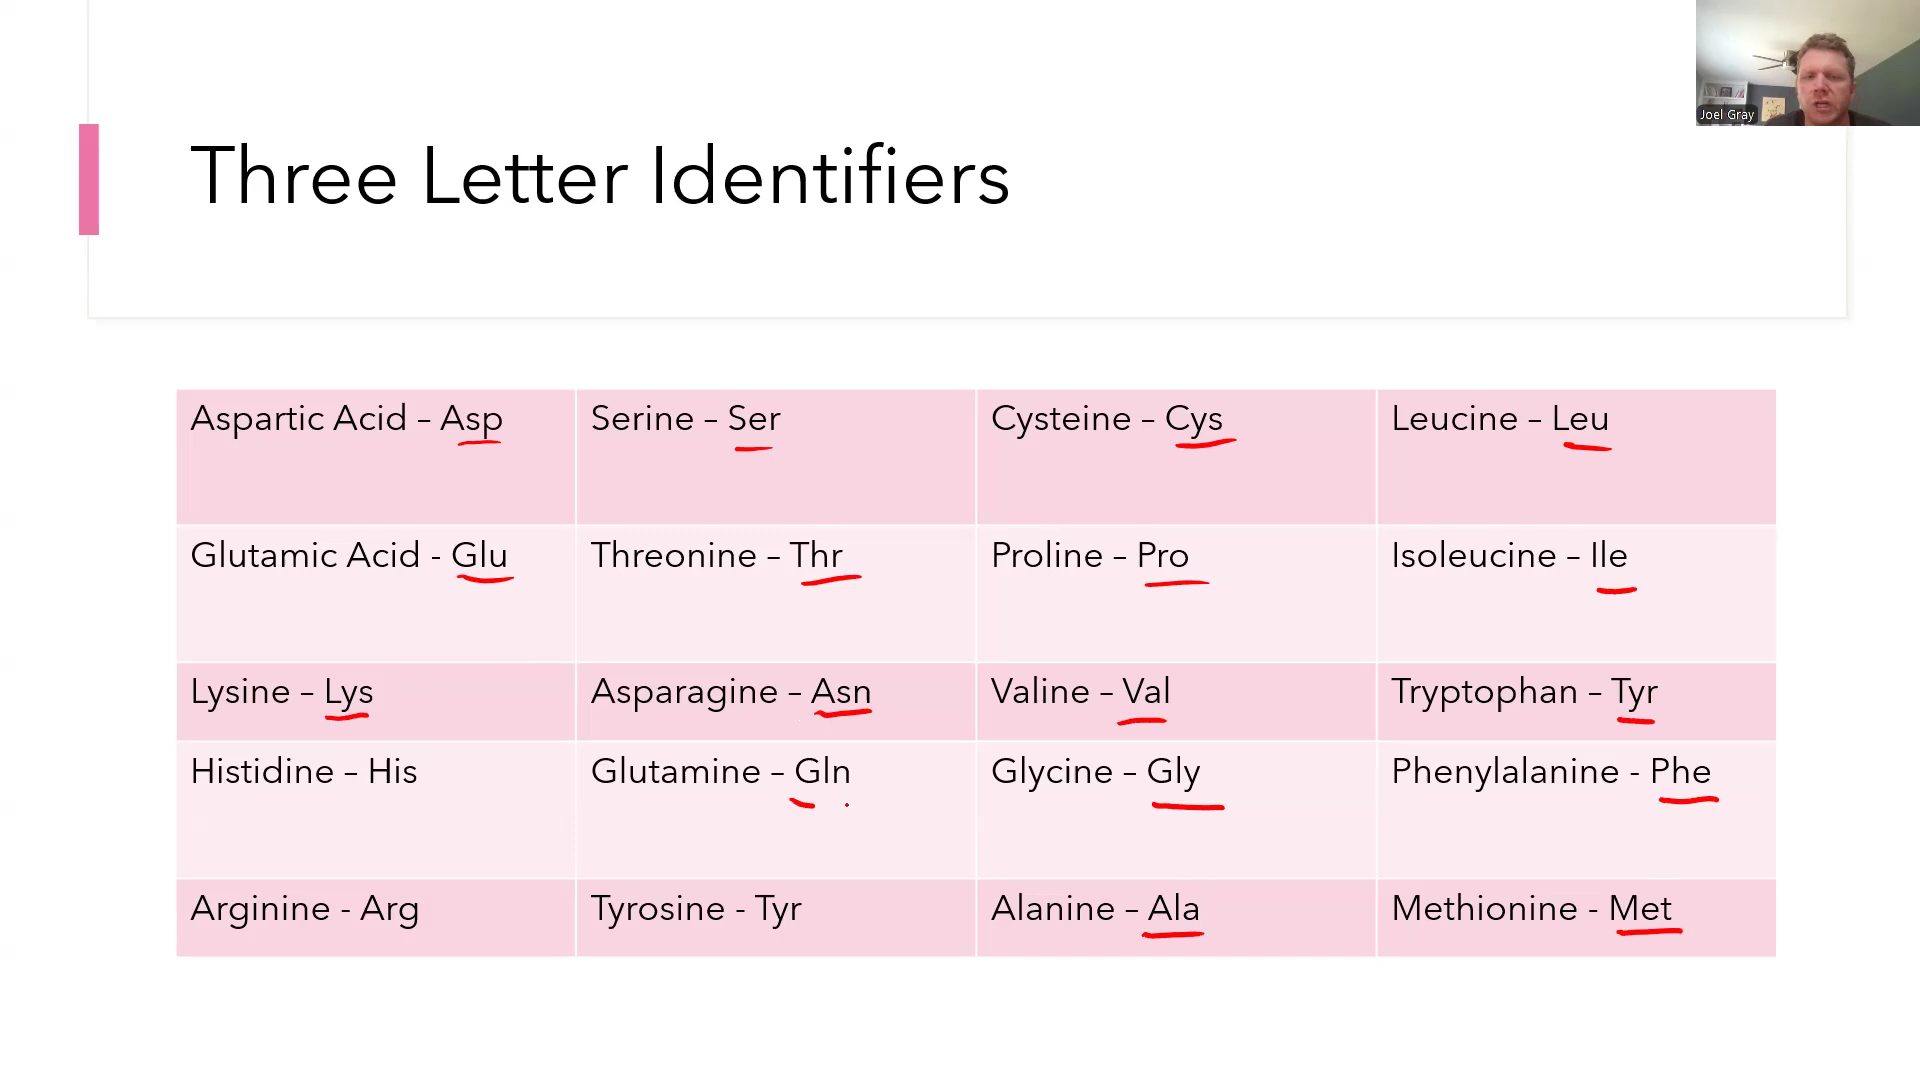 Joel Gray
Three Letter Identifiers
Aspartic Acid – Asp
Serine – Ser
Cysteine – Cys
Leucine – Leu
Glutamic Acid - Glu
Threonine – Thr
Proline – Pro
Isoleucine – Ile
Lysine – Lys
Asparagine – Asn
Valine – Val
Tryptophan – Tyr
Histidine – His
Glutamine – Gln
Glycine – Gly
Phenylalanine - Phe
Arginine - Arg
Tyrosine - Tyr
Alanine – Ala
Methionine - Met